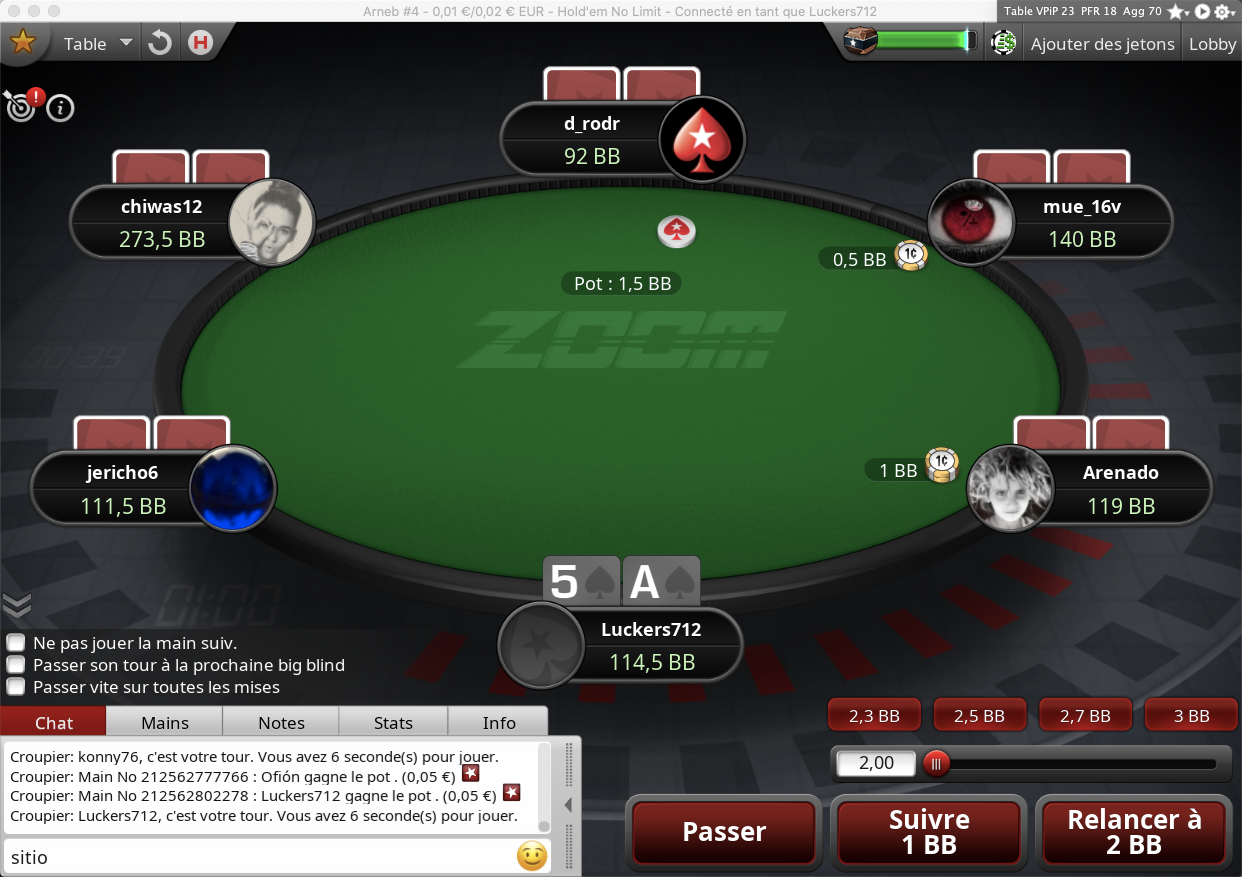 Arneb #4 - 0,01 €/0,02 € EUR - Hold'em No Limit - Connecté en tant que Luckers712
Table VPiP 23 PFR 18 Agg 70
Table
H
Ajouter des jetons
Lobby
d_rodr
92 BB
chiwas12
273,5 BB
mue_16v
140 BB
0,5 BB
1¢
Pot : 1,5 BB
ZOOM
00:39
jericho6
111,5 BB
1 BB
1¢
Arenado
119 BB
5 A
01:00
Luckers712
114,5 BB
Ne pas jouer la main suiv.
Passer son tour à la prochaine big blind
Passer vite sur toutes les mises
Chat
Mains
Notes
Stats
Info
Croupier: konny76, c'est votre tour. Vous avez 6 seconde(s) pour jouer.
Croupier: Main No 212562777766 : Ofión gagne le pot . (0,05 €)
Croupier: Main No 212562802278 : Luckers712 gagne le pot . (0,05 €)
Croupier: Luckers712, c'est votre tour. Vous avez 6 seconde(s) pour jouer.
sitio
2,3 BB
2,5 BB
2,7 BB
3 BB
2,00
Passer
Suivre
1 BB
Relancer à
2 BB